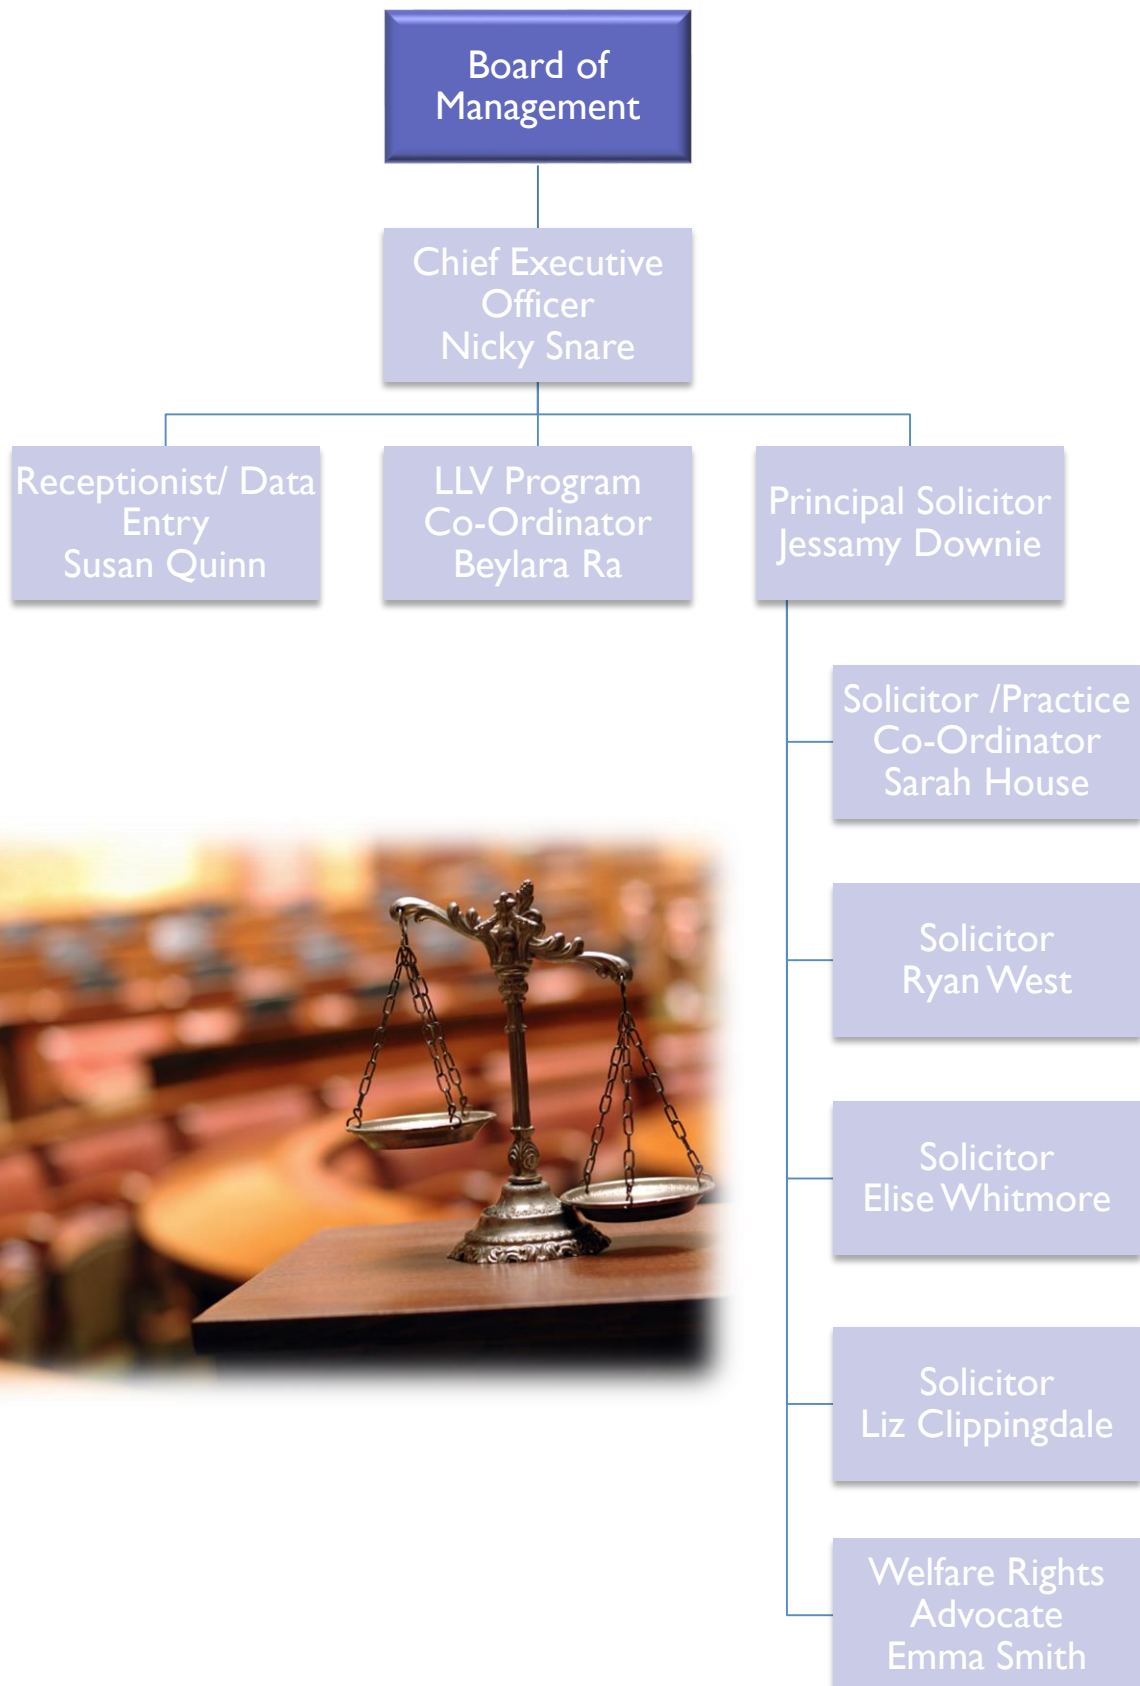 Board of
Management
Chief Executive
Officer
Nicky Snare
Receptionist/ Data
Entry
Susan Quinn
LLV Program
Co-Ordinator
Beylara Ra
Principal Solicitor
Jessamy Downie
Solicitor /Practice
Co-Ordinator
Sarah House
Solicitor
Ryan West
Solicitor
Elise Whitmore
Solicitor
Liz Clippingdale
Welfare Rights
Advocate
Emma Smith